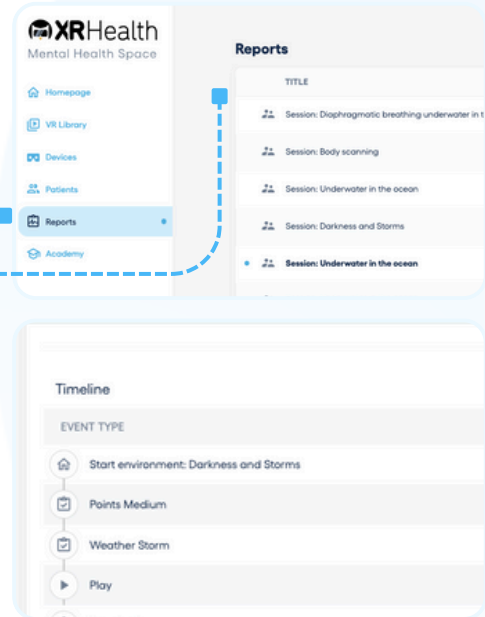 XRHealth
Mental Health Space
Homepage
VR Library
Devices
Patients
Reports
Academy
Reports
TITLE
Session: Diaphragmatic breathing underwater in t
Session: Body scanning
Session: Underwater in the ocean
Session: Darkness and Storms
Session: Underwater in the ocean
Timeline
EVENT TYPE
Start environment: Darkness and Storms
Points Medium
Weather Storm
Play